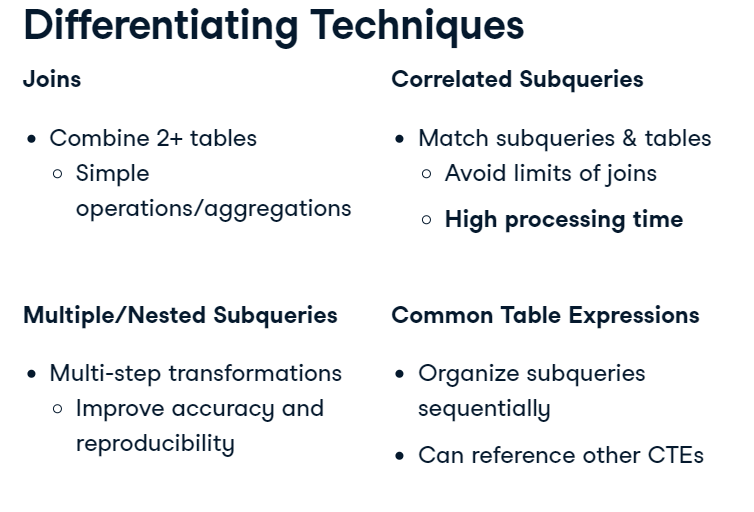 Differentiating Techniques
Joins
• Combine 2+ tables
○ Simple
operations/aggregations
Correlated Subqueries
• Match subqueries & tables
○ Avoid limits of joins
○ High processing time
Multiple/Nested Subqueries
• Multi-step transformations
○ Improve accuracy and
reproducibility
Common Table Expressions
• Organize subqueries
sequentially
• Can reference other CTEs